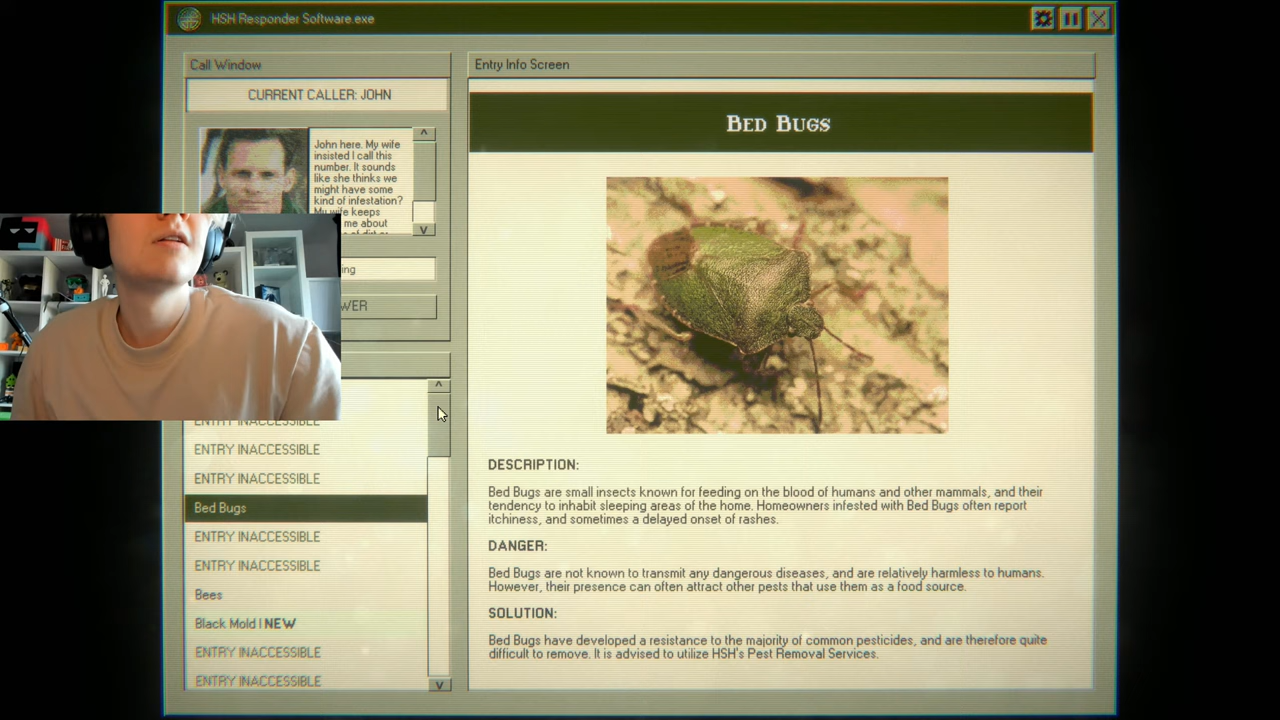 HSH Responder Software.exe
Call Window
CURRENT CALLER: JOHN
John here. My wife
insisted I call this
number. It sounds
like she thinks we
might have some
kind of infestation?
My wife keeps
me about
ing
WER
ENTRY INACCESSIBLE
ENTRY INACCESSIBLE
ENTRY INACCESSIBLE
Bed Bugs
ENTRY INACCESSIBLE
ENTRY INACCESSIBLE
Bees
Black Mold | NEW
ENTRY INACCESSIBLE
ENTRY INACCESSIBLE
Entry Info Screen
BED BUGS
DESCRIPTION:
Bed Bugs are small insects known for feeding on the blood of humans and other mammals, and their
tendency to inhabit sleeping areas of the home. Homeowners infested with Bed Bugs often report
itchiness, and sometimes a delayed onset of rashes.
DANGER:
Bed Bugs are not known to transmit any dangerous diseases, and are relatively harmless to humans.
However, their presence can often attract other pests that use them as a food source.
SOLUTION:
Bed Bugs have developed a resistance to the majority of common pesticides, and are therefore quite
difficult to remove. It is advised to utilize HSH's Pest Removal Services.